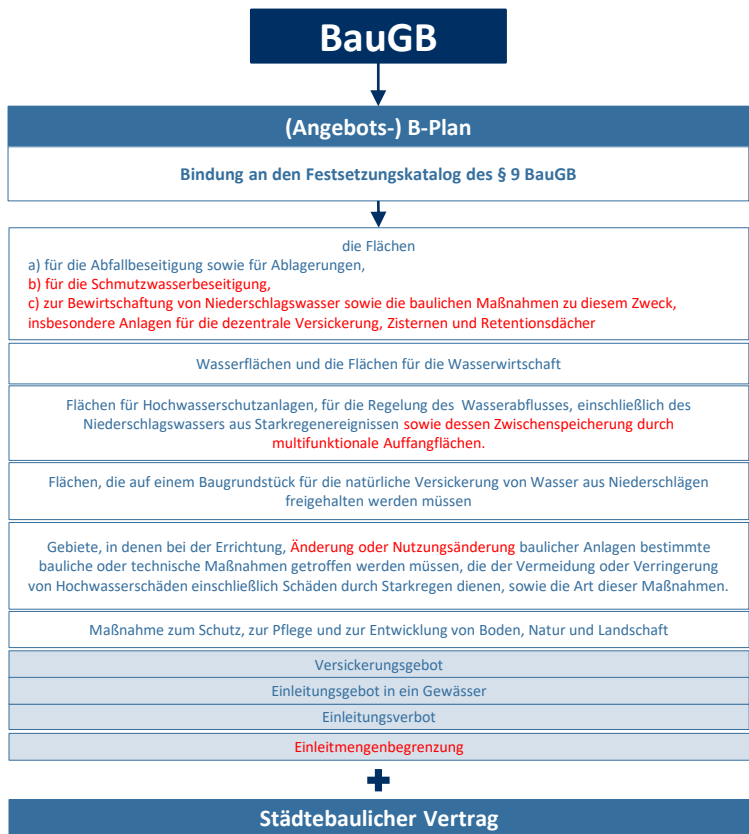 BauGB
(Angebots-) B-Plan
Bindung an den Festsetzungskatalog des § 9 BauGB
die Flächen
a) für die Abfallbeseitigung sowie für Ablagerungen,
b) für die Schmutzwasserbeseitigung,
c) zur Bewirtschaftung von Niederschlagswasser sowie die baulichen Maßnahmen zu diesem Zweck,
insbesondere Anlagen für die dezentrale Versickerung, Zisternen und Retentionsdächer
Wasserflächen und die Flächen für die Wasserwirtschaft
Flächen für Hochwasserschutzanlagen, für die Regelung des Wasserabflusses, einschließlich des
Niederschlagswassers aus Starkregenereignissen sowie dessen Zwischenspeicherung durch
multifunktionale Auffangflächen.
Flächen, die auf einem Baugrundstück für die natürliche Versickerung von Wasser aus Niederschlägen
freigehalten werden müssen
Gebiete, in denen bei der Errichtung, Änderung oder Nutzungsänderung baulicher Anlagen bestimmte
bauliche oder technische Maßnahmen getroffen werden müssen, die der Vermeidung oder Verringerung
von Hochwasserschäden einschließlich Schäden durch Starkregen dienen, sowie die Art dieser Maßnahmen.
Maßnahme zum Schutz, zur Pflege und zur Entwicklung von Boden, Natur und Landschaft
Versickerungsgebot
Einleitungsgebot in ein Gewässer
Einleitungsverbot
Einleitmengenbegrenzung
+
Städtebaulicher Vertrag